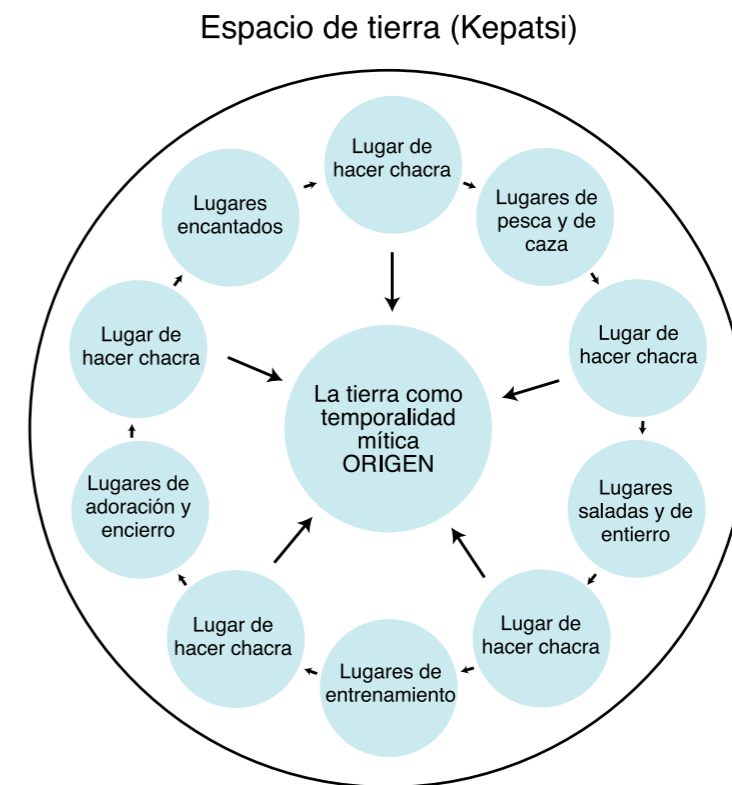 Espacio de tierra (Kepatsi)
Lugar de
hacer chacra
Lugares de
pesca y de
caza
Lugar de
hacer chacra
Lugares
saladas y de
entierro
Lugar de
hacer chacra
Lugares de
entrenamiento
Lugar de
hacer chacra
Lugares de
adoración y
encierro
Lugar de
hacer chacra
Lugares
encantados
La tierra como
temporalidad
mítica
ORIGEN